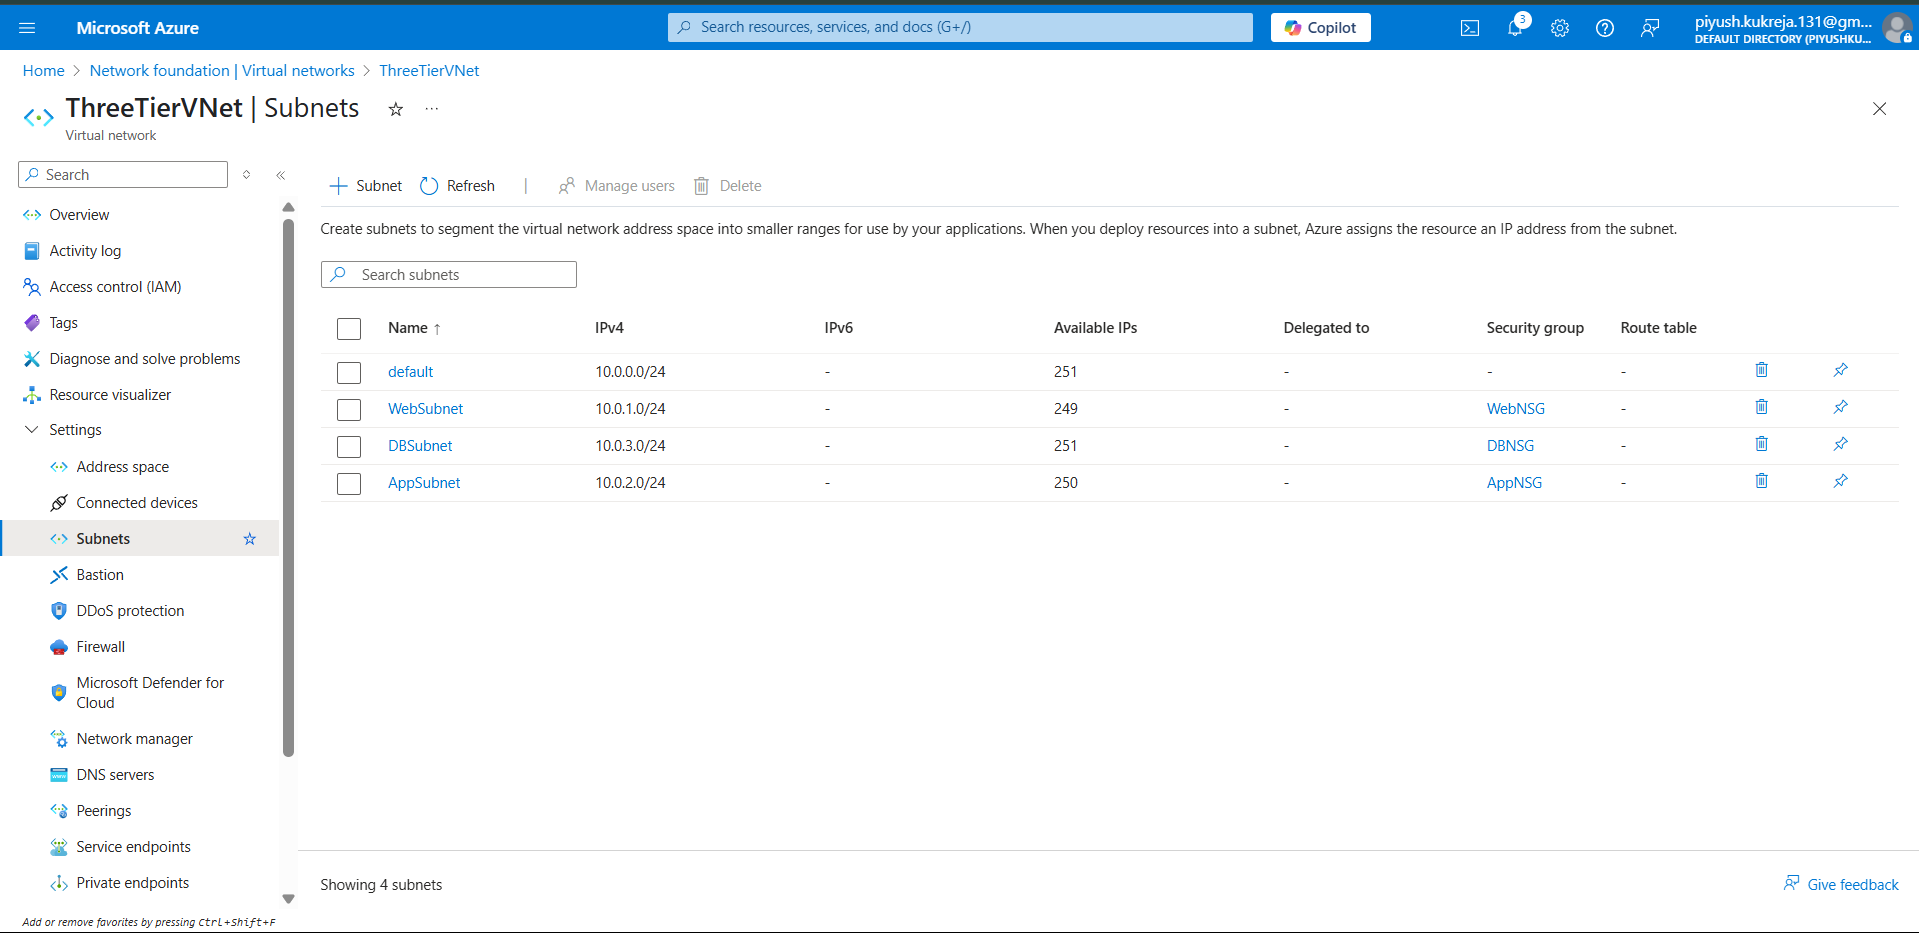 Microsoft Azure
Search resources, services, and docs (G+/)
Copilot
3
piyush.kukreja.131@gm...
DEFAULT DIRECTORY (PIYUSHKU...
Home > Network foundation | Virtual networks > ThreeTierVNet
ThreeTierVNet | Subnets
Virtual network
Search
Overview
Activity log
Access control (IAM)
Tags
Diagnose and solve problems
Resource visualizer
Settings
Address space
Connected devices
Subnets
Bastion
DDoS protection
Firewall
Microsoft Defender for
Cloud
Network manager
DNS servers
Peerings
Service endpoints
Private endpoints
Add or remove favorites by pressing Ctrl+Shift+F
Subnet Refresh | Manage users Delete
Create subnets to segment the virtual network address space into smaller ranges for use by your applications. When you deploy resources into a subnet, Azure assigns the resource an IP address from the subnet.
Search subnets
Name ↑ IPv4 IPv6 Available IPs Delegated to Security group Route table
default 10.0.0.0/24 - 251 - - -
WebSubnet 10.0.1.0/24 - 249 - WebNSG -
DBSubnet 10.0.3.0/24 - 251 - DBNSG -
AppSubnet 10.0.2.0/24 - 250 - AppNSG -
Showing 4 subnets
Give feedback